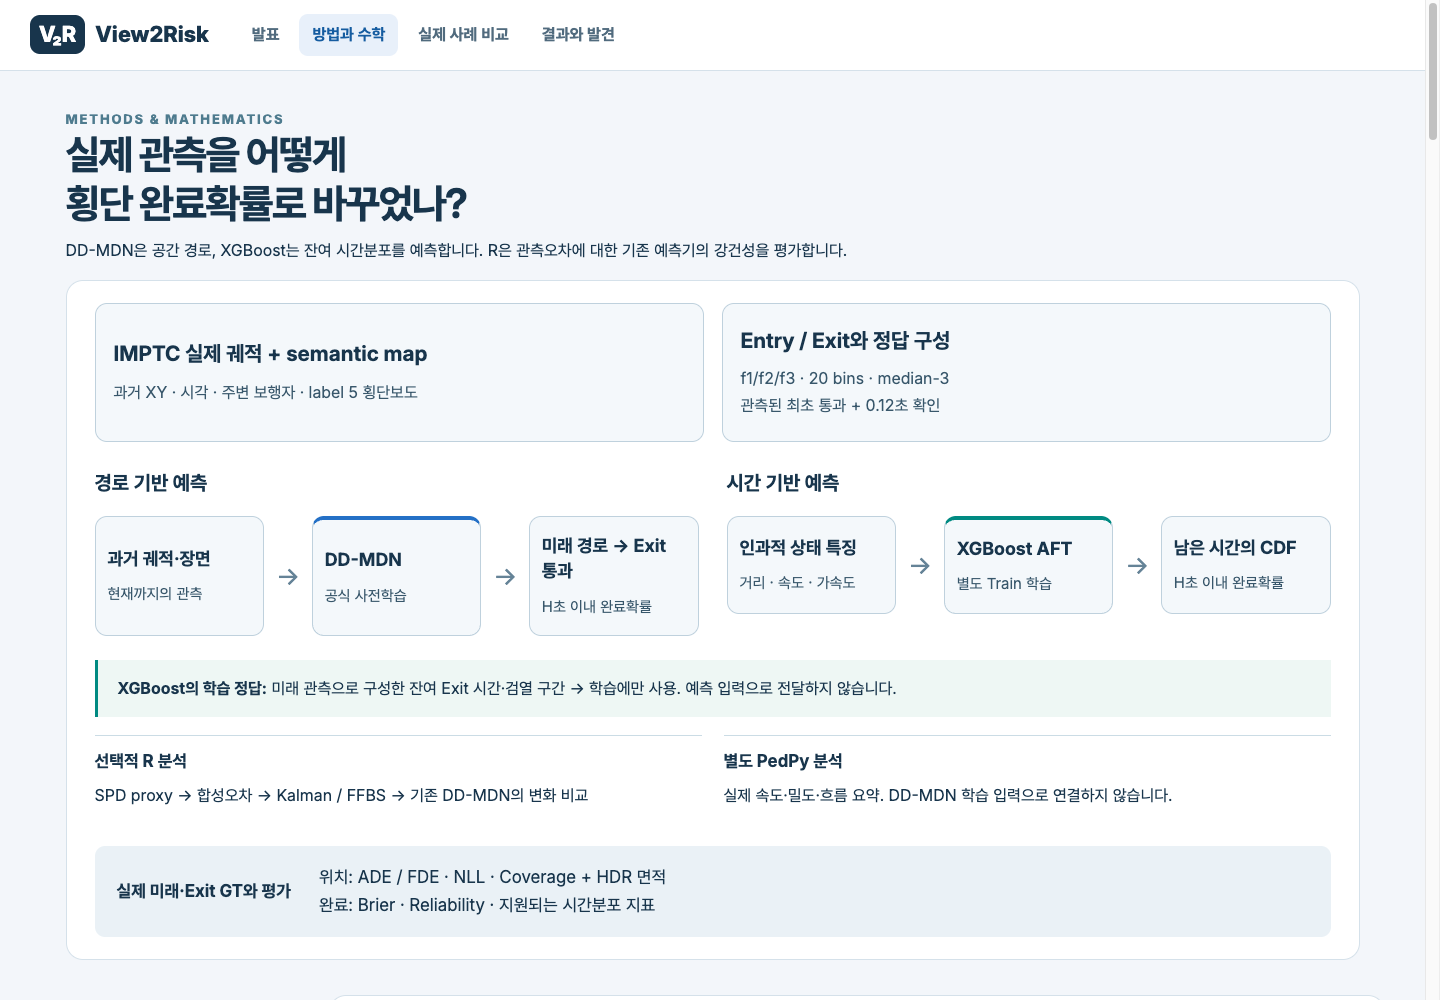 V2R View2Risk 발표 방법과 수학 실제 사례 비교 결과와 발견
METHODS & MATHEMATICS
실제 관측을 어떻게
횡단 완료확률로 바꾸었나?
DD-MDN은 공간 경로, XGBoost는 잔여 시간분포를 예측합니다. R은 관측오차에 대한 기존 예측기의 강건성을 평가합니다.
IMPTC 실제 궤적 + semantic map
과거 XY · 시각 · 주변 보행자 · label 5 횡단보도
Entry / Exit와 정답 구성
f1/f2/f3 · 20 bins · median-3
관측된 최초 통과 + 0.12초 확인
경로 기반 예측
과거 궤적·장면
현재까지의 관측
→
DD-MDN
공식 사전학습
→
미래 경로 → Exit
통과
H초 이내 완료확률
시간 기반 예측
인과적 상태 특징
거리 · 속도 · 가속도
→
XGBoost AFT
별도 Train 학습
→
남은 시간의 CDF
H초 이내 완료확률
XGBoost의 학습 정답: 미래 관측으로 구성한 잔여 Exit 시간·검열 구간 → 학습에만 사용. 예측 입력으로 전달하지 않습니다.
선택적 R 분석
SPD proxy → 합성오차 → Kalman / FFBS → 기존 DD-MDN의 변화 비교
별도 PedPy 분석
실제 속도·밀도·흐름 요약. DD-MDN 학습 입력으로 연결하지 않습니다.
실제 미래·Exit GT와 평가
위치: ADE / FDE · NLL · Coverage + HDR 면적
완료: Brier · Reliability · 지원되는 시간분포 지표